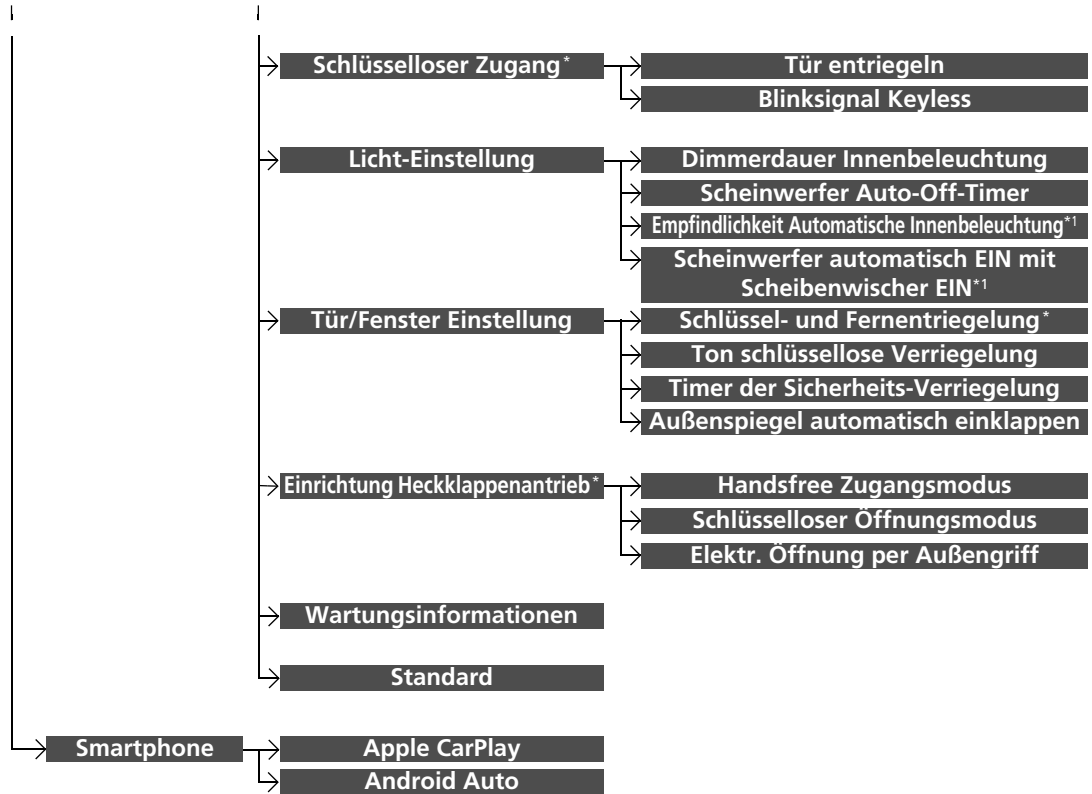 Schlüsselloser Zugang*
Tür entriegeln
Blinksignal Keyless
Licht-Einstellung
Dimmerdauer Innenbeleuchtung
Scheinwerfer Auto-Off-Timer
Empfindlichkeit Automatische Innenbeleuchtung*1
Scheinwerfer automatisch EIN mit
Scheibenwischer EIN*1
Tür/Fenster Einstellung
Schlüssel- und Fernentriegelung*
Ton schlüssellose Verriegelung
Timer der Sicherheits-Verriegelung
Außenspiegel automatisch einklappen
Einrichtung Heckklappenantrieb*
Handsfree Zugangsmodus
Schlüsselloser Öffnungsmodus
Elektr. Öffnung per Außengriff
Wartungsinformationen
Standard
Smartphone
Apple CarPlay
Android Auto